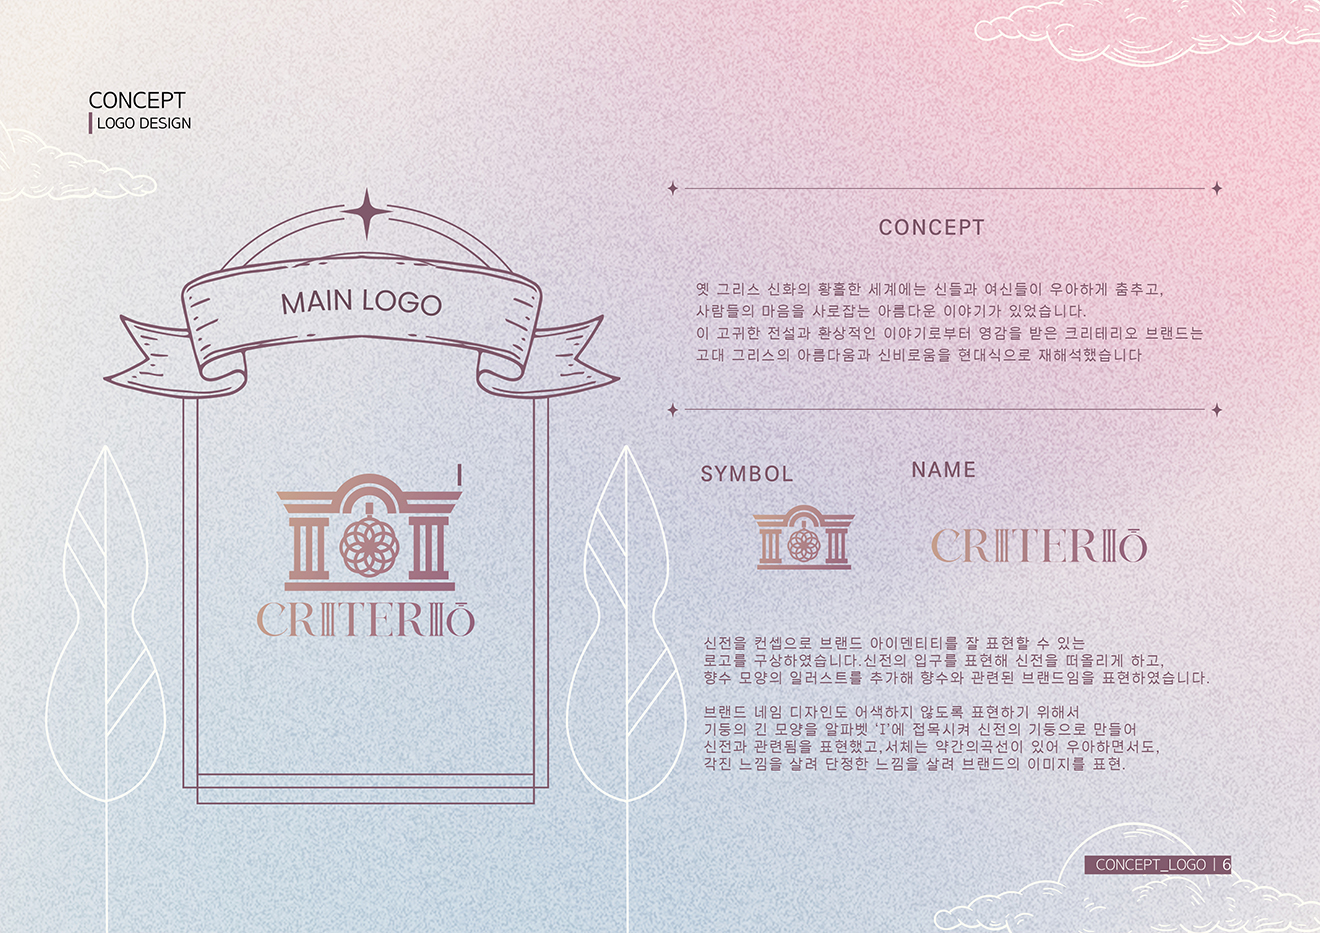 CONCEPT
LOGO DESIGN
MAIN LOGO
CRITERIŌ
CONCEPT
옛 그리스 신화의 황홀한 세계에는 신들과 여신들이 우아하게 춤추고,
사람들의 마음을 사로잡는 아름다운 이야기가 있었습니다.
이 고귀한 전설과 환상적인 이야기로부터 영감을 받은 크리테리오 브랜드는
고대 그리스의 아름다움과 신비로움을 현대식으로 재해석했습니다
SYMBOL
NAME
CRITERIŌ
신전을 컨셉으로 브랜드 아이덴티티를 잘 표현할 수 있는
로고를 구상하였습니다.신전의 입구를 표현해 신전을 떠올리게 하고,
향수 모양의 일러스트를 추가해 향수와 관련된 브랜드임을 표현하였습니다.
브랜드 네임 디자인도 어색하지 않도록 표현하기 위해서
기둥의 긴 모양을 알파벳 ‘I’에 접목시켜 신전의 기둥으로 만들어
신전과 관련됨을 표현했고,서체는 약간의곡선이 있어 우아하면서도,
각진 느낌을 살려 단정한 느낌을 살려 브랜드의 이미지를 표현.
CONCEPT_LOGO | 6